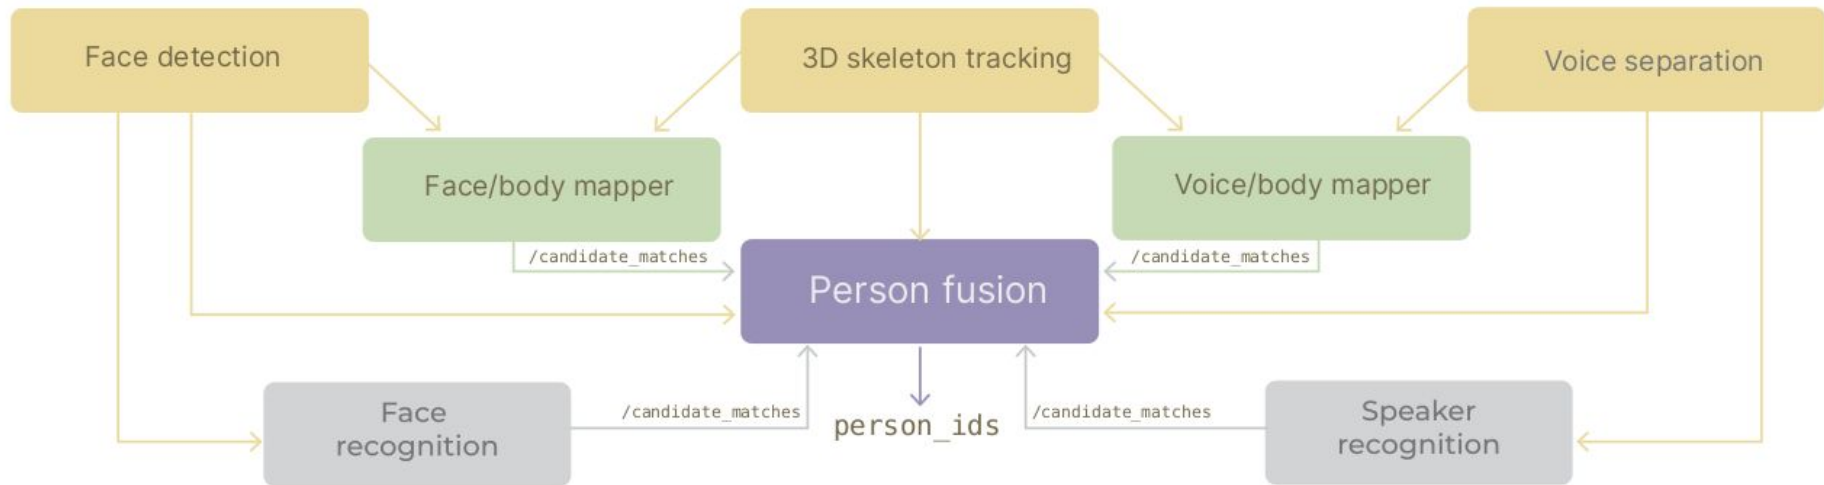 Face detection
3D skeleton tracking
Voice separation
Face/body mapper
Voice/body mapper
/candidate_matches
/candidate_matches
Person fusion
Face
recognition
/candidate_matches
person_ids
/candidate_matches
Speaker
recognition